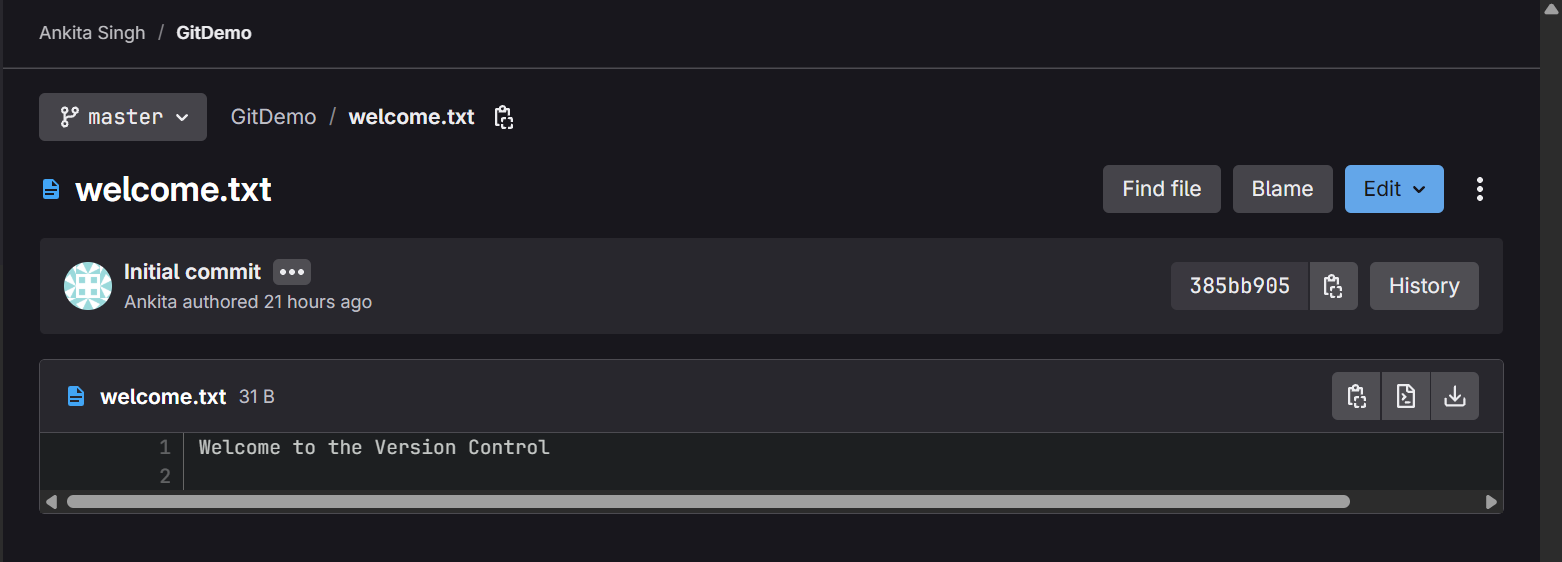 Ankita Singh / GitDemo
master GitDemo / welcome.txt
welcome.txt Find file Blame Edit
Initial commit
Ankita authored 21 hours ago
385bb905 History
welcome.txt 31 B
1 Welcome to the Version Control
2